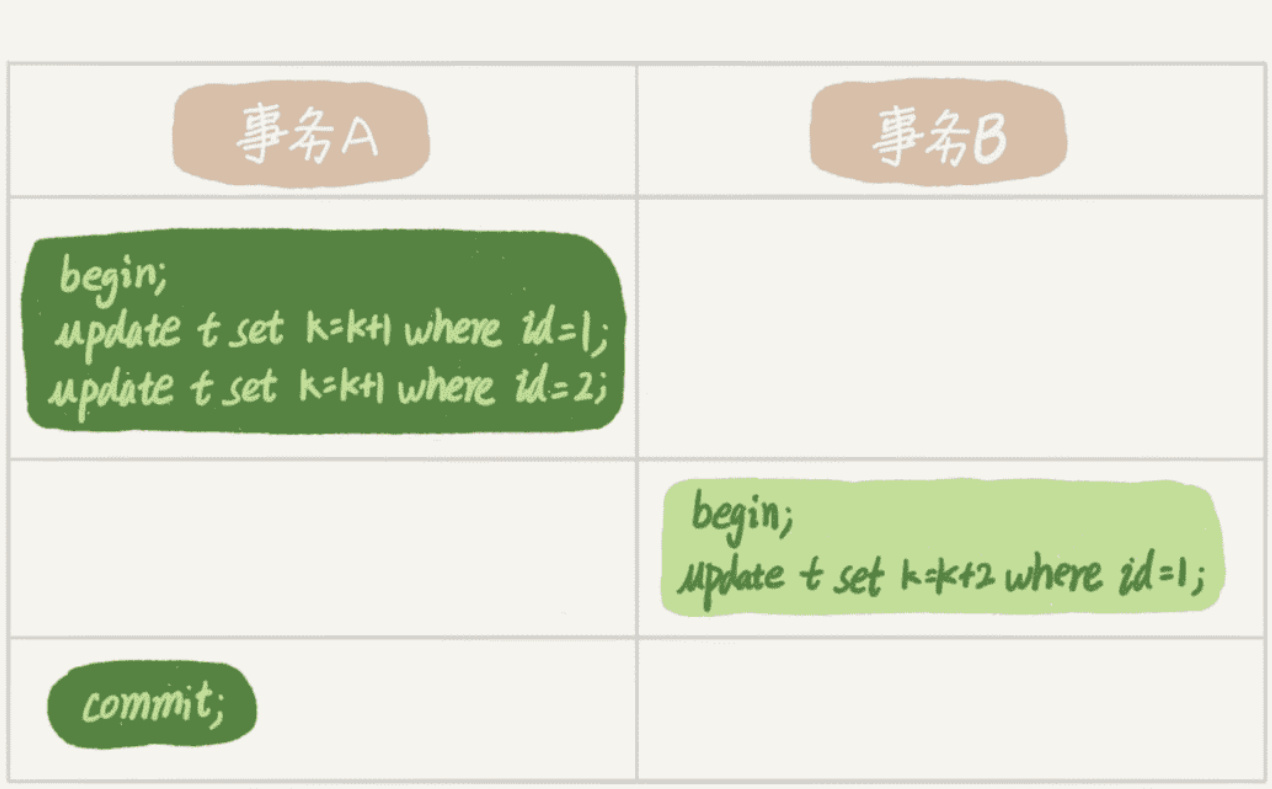 事务A
事务B
begin;
update t set k=k+1 where id=1;
update t set k=k+1 where id=2;
begin;
update t set k=k+2 where id=1;
commit;